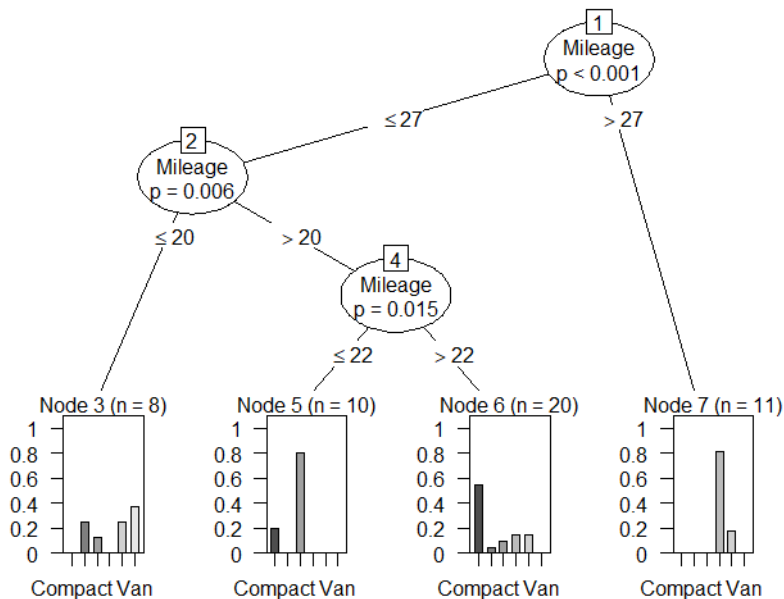 1
Mileage
p < 0.001
≤ 27
> 27
2
Mileage
p = 0.006
≤ 20
> 20
4
Mileage
p = 0.015
≤ 22
> 22
Node 3 (n = 8)
1
0.8
0.6
0.4
0.2
0
Compact Van
Node 5 (n = 10)
1
0.8
0.6
0.4
0.2
0
Compact Van
Node 6 (n = 20)
1
0.8
0.6
0.4
0.2
0
Compact Van
Node 7 (n = 11)
1
0.8
0.6
0.4
0.2
0
Compact Van